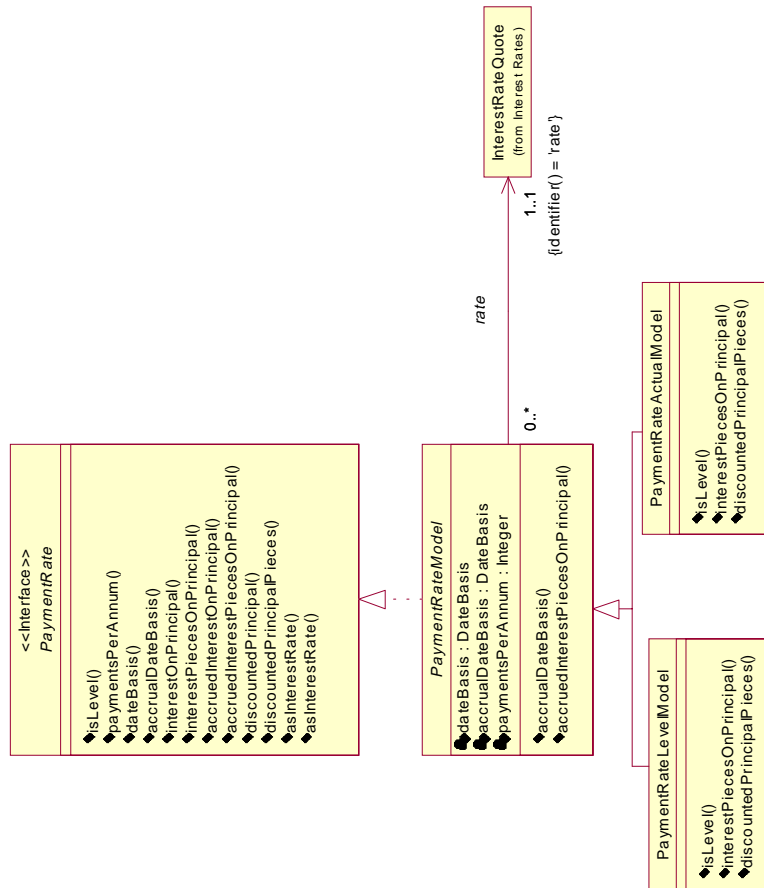 <<Interface>>
PaymentRate
isLevel()
paymentsPerAnnum()
dateBasis()
accrualDateBasis()
interestOnPrincipal()
interestPiecesOnPrincipal()
accruedInterestOnPrincipal()
accruedInterestPiecesOnPrincipal()
discountedPrincipal()
discountedPrincipalPieces()
asInterestRate()
asInterestRate()
PaymentRateModel
dateBasis : DateBasis
accrualDateBasis : DateBasis
paymentsPerAnnum : Integer
accrualDateBasis()
accruedInterestPiecesOnPrincipal()
0..*
rate
1..1
{identifier() = 'rate'}
InterestRateQuote
(from Interest Rates)
PaymentRateLevelModel
isLevel()
interestPiecesOnPrincipal()
discountedPrincipalPieces()
PaymentRateActualModel
isLevel()
interestPiecesOnPrincipal()
discountedPrincipalPieces()